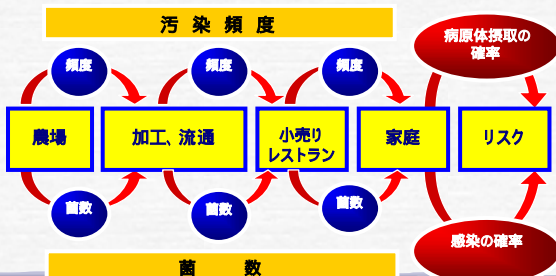 汚 染 頻 度
頻度
頻度
頻度
病原体摂取の
確率
農場
加工、流通
小売り
レストラン
家庭
リスク
菌数
菌数
菌数
感染の確率
菌 数